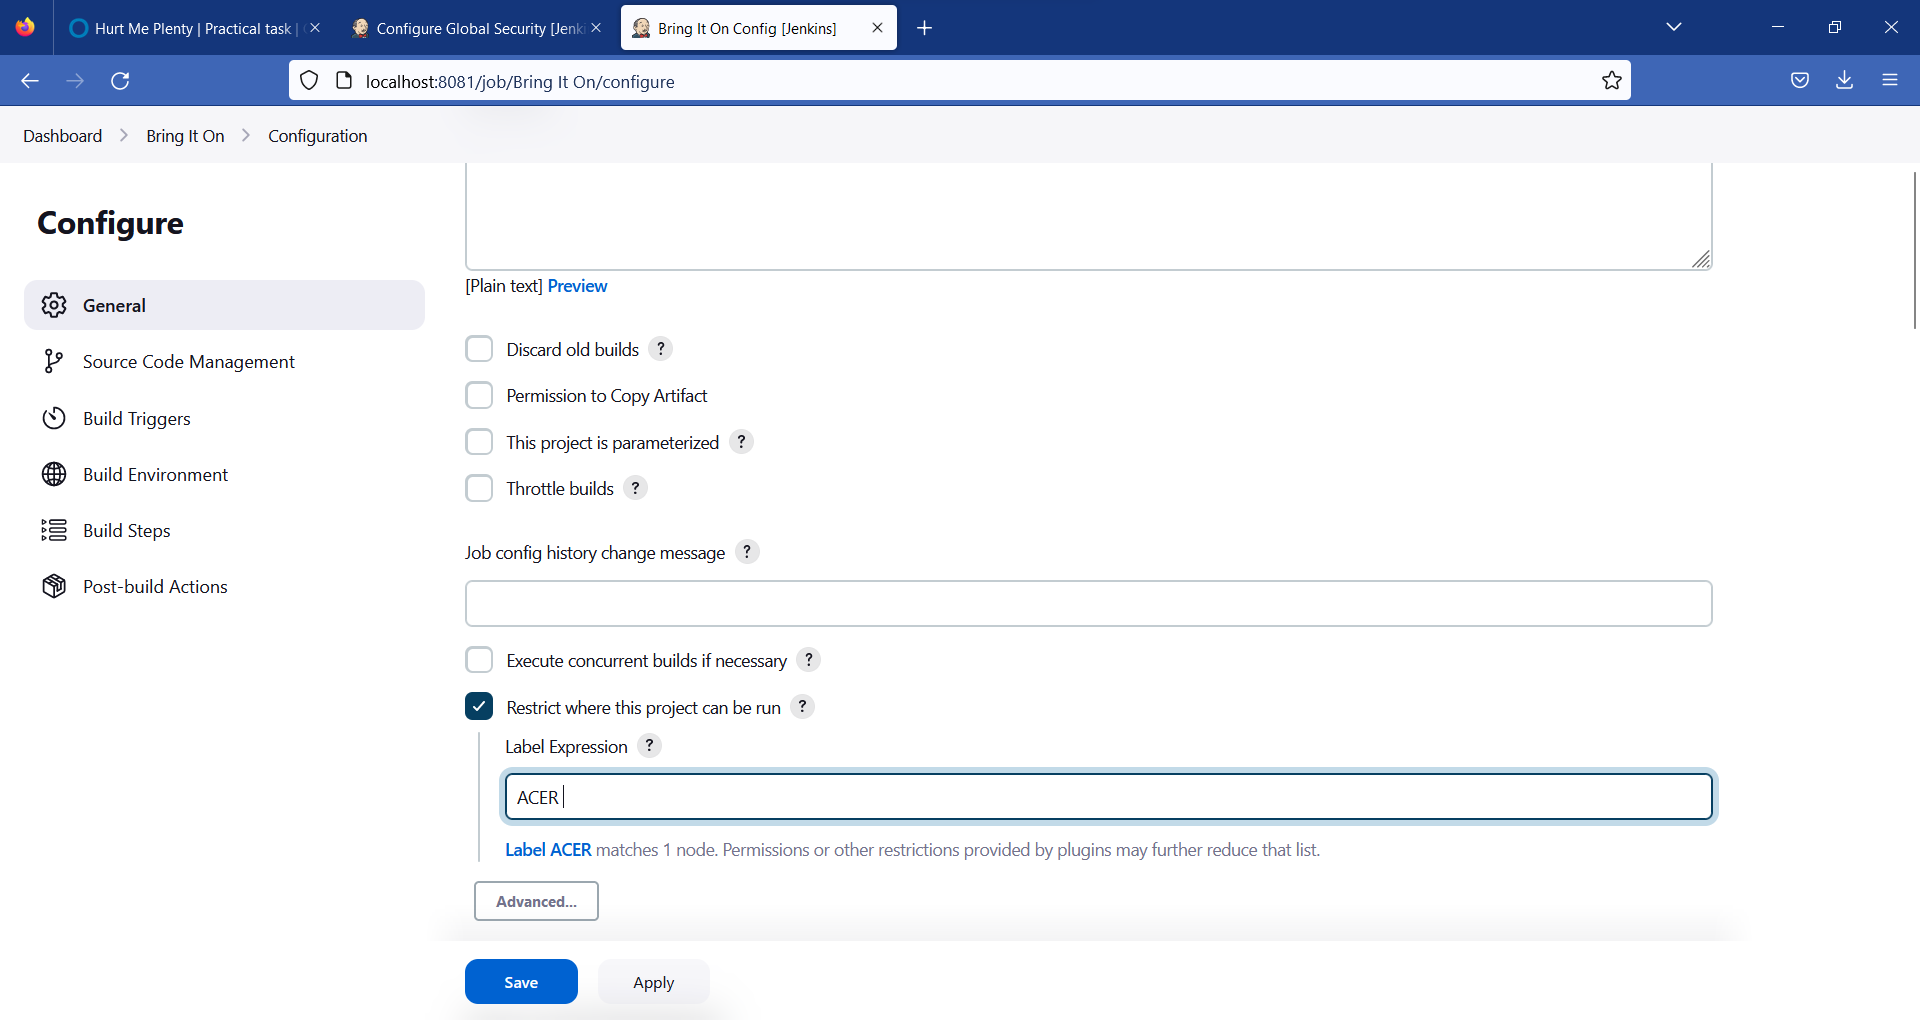 Hurt Me Plenty | Practical task |
Configure Global Security [Jenki
Bring It On Config [Jenkins]
localhost:8081/job/Bring It On/configure
Dashboard
Bring It On
Configuration
Configure
General
Source Code Management
Build Triggers
Build Environment
Build Steps
Post-build Actions
[Plain text] Preview
Discard old builds ?
Permission to Copy Artifact
This project is parameterized ?
Throttle builds ?
Job config history change message ?
Execute concurrent builds if necessary ?
Restrict where this project can be run ?
Label Expression ?
ACER
Label ACER matches 1 node. Permissions or other restrictions provided by plugins may further reduce that list.
Advanced...
Save
Apply